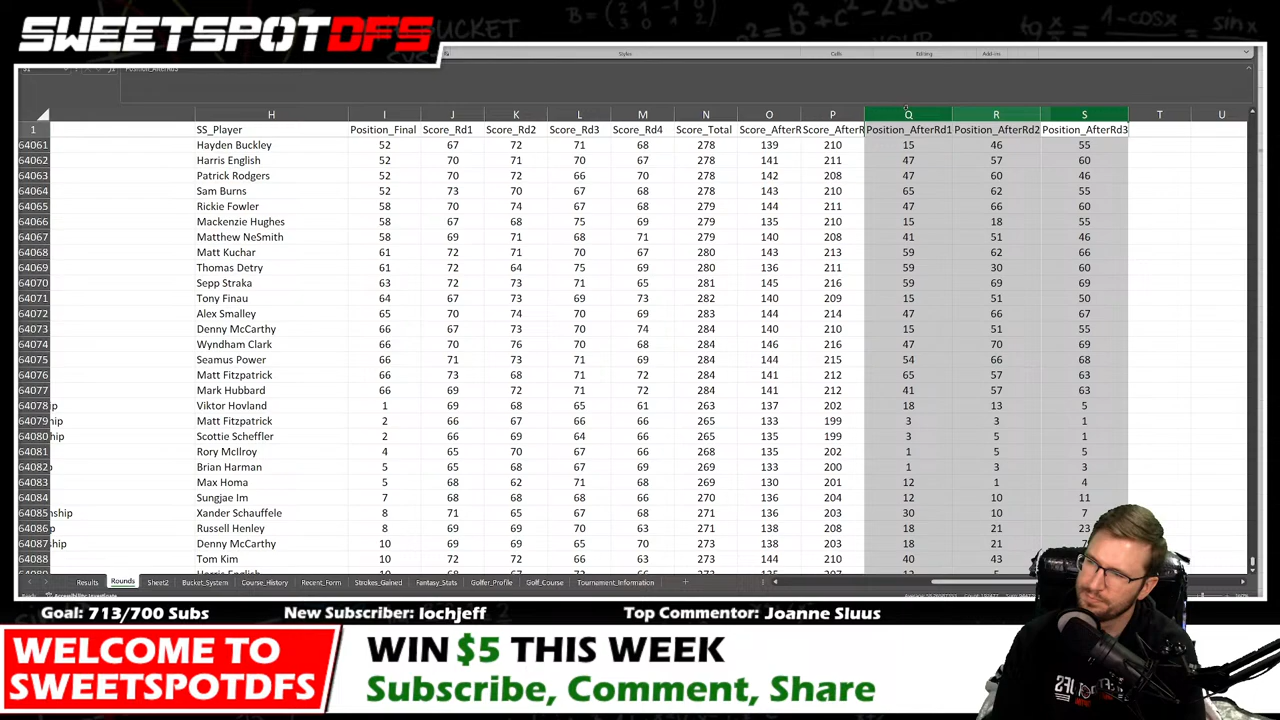 SWEETSPOTDFS
Styles Cells Editing Add-ins
Position_AfterRd3
H I J K L M N O P Q R S T U
1 SS_Player Position_Final Score_Rd1 Score_Rd2 Score_Rd3 Score_Rd4 Score_Total Score_AfterR Score_AfterR Position_AfterRd1 Position_AfterRd2 Position_AfterRd3
64061 Hayden Buckley 52 67 72 71 68 278 139 210 15 46 55
64062 Harris English 52 70 71 70 67 278 141 211 47 57 60
64063 Patrick Rodgers 52 70 72 66 70 278 142 208 47 60 46
64064 Sam Burns 52 73 70 67 68 278 143 210 65 62 55
64065 Rickie Fowler 58 70 74 67 68 279 144 211 47 66 60
64066 Mackenzie Hughes 58 67 68 75 69 279 135 210 15 18 55
64067 Matthew NeSmith 58 69 71 68 71 279 140 208 41 51 46
64068 Matt Kuchar 61 72 71 70 67 280 143 213 59 62 66
64069 Thomas Detry 61 72 64 75 69 280 136 211 59 30 60
64070 Sepp Straka 63 72 73 71 65 281 145 216 59 69 69
64071 Tony Finau 64 67 73 69 73 282 140 209 15 51 50
64072 Alex Smalley 65 70 74 70 69 283 144 214 47 66 67
64073 Denny McCarthy 66 67 73 70 74 284 140 210 15 51 55
64074 Wyndham Clark 66 70 76 70 68 284 146 216 47 70 69
64075 Seamus Power 66 71 73 71 69 284 144 215 54 66 68
64076 Matt Fitzpatrick 66 73 68 71 72 284 141 212 65 57 63
64077 Mark Hubbard 66 69 72 71 72 284 141 212 41 57 63
64078 ip Viktor Hovland 1 69 68 65 61 263 137 202 18 13 5
64079 hip Matt Fitzpatrick 2 66 67 66 66 265 133 199 3 3 1
64080 hip Scottie Scheffler 2 66 69 64 66 265 135 199 3 5 1
64081 Rory McIlroy 4 65 70 67 65 267 135 202 1 5 5
64082 Brian Harman 5 65 68 67 69 269 133 200 1 3 3
64083 Max Homa 5 68 62 71 68 269 130 201 12 1 4
64084 Sungjae Im 7 68 68 68 66 270 136 204 12 10 11
64085 nship Xander Schauffele 8 71 65 67 68 271 136 203 30 10 7
64086 Russell Henley 8 69 69 70 63 271 138 208 18 21 23
64087 hip Denny McCarthy 10 69 69 65 70 273 138 203 18 21 7
64088 Tom Kim 10 72 72 66 63 273 144 210 40 43
Results Rounds Sheet2 Bucket_System Course_History Recent_Form Strokes_Gained Fantasy_Stats Golfer_Profile Golf_Course Tournament_Information
Goal: 713/700 Subs New Subscriber: lochjeff Top Commentor: Joanne Sluus
WELCOME TO
SWEETSPOTDFS
WIN $5 THIS WEEK
Subscribe, Comment, Share